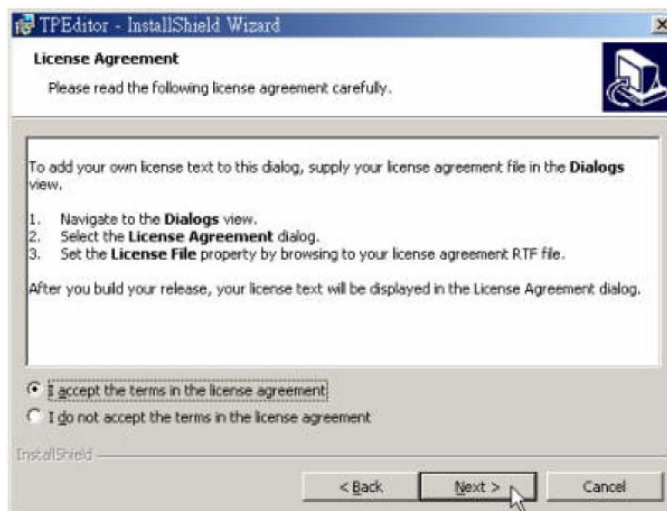 TPEditor - InstallShield Wizard
License Agreement
Please read the following license agreement carefully.
To add your own license text to this dialog, supply your license agreement file in the Dialogs
view.
1. Navigate to the Dialogs view.
2. Select the License Agreement dialog.
3. Set the License File property by browsing to your license agreement RTF file.
After you build your release, your license text will be displayed in the License Agreement dialog.
I accept the terms in the license agreement
I do not accept the terms in the license agreement
InstallShield
< Back Next > Cancel